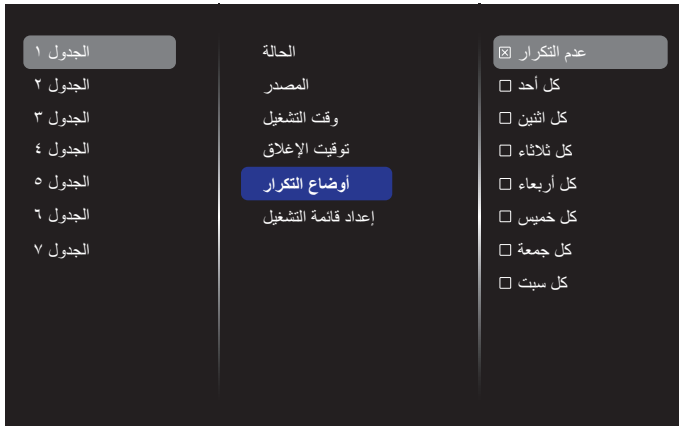 الجدول ١
الجدول ٢
الجدول ٣
الجدول ٤
الجدول ٥
الجدول ٦
الجدول ٧
الحالة
المصدر
وقت التشغيل
توقيت الإغلاق
أوضاع التكرار
إعداد قائمة التشغيل
عدم التكرار
كل أحد
كل اثنين
كل ثلاثاء
كل أربعاء
كل خميس
كل جمعة
كل سبت